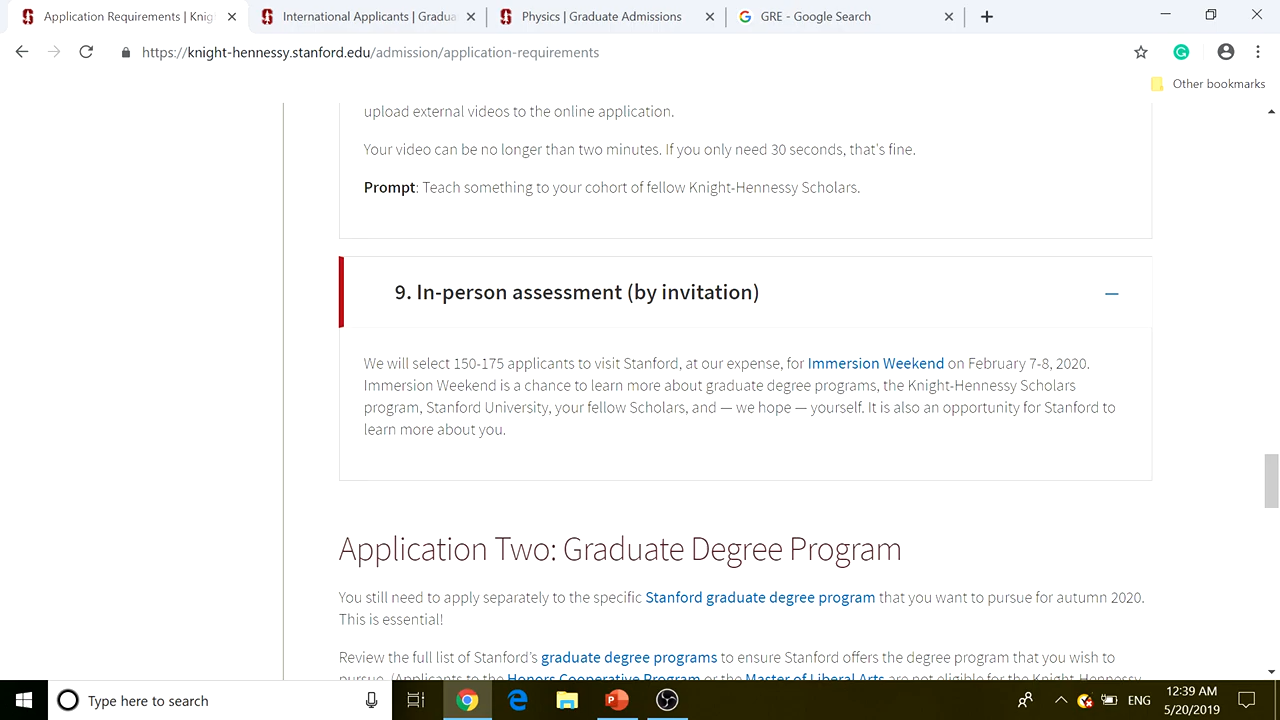 Application Requirements | Knig
International Applicants | Gradua
Physics | Graduate Admissions
GRE - Google Search
https://knight-hennessy.stanford.edu/admission/application-requirements
Other bookmarks
upload external videos to the online application.
Your video can be no longer than two minutes. If you only need 30 seconds, that's fine.
Prompt: Teach something to your cohort of fellow Knight-Hennessy Scholars.
9. In-person assessment (by invitation)
We will select 150-175 applicants to visit Stanford, at our expense, for Immersion Weekend on February 7-8, 2020.
Immersion Weekend is a chance to learn more about graduate degree programs, the Knight-Hennessy Scholars
program, Stanford University, your fellow Scholars, and — we hope — yourself. It is also an opportunity for Stanford to
learn more about you.
Application Two: Graduate Degree Program
You still need to apply separately to the specific Stanford graduate degree program that you want to pursue for autumn 2020.
This is essential!
Review the full list of Stanford's graduate degree programs to ensure Stanford offers the degree program that you wish to
pursue. (Applicants to the Honors Cooperative Program or the Master of Liberal Arts are not eligible for the Knight-Hennessy
Type here to search
ENG
12:39 AM
5/20/2019